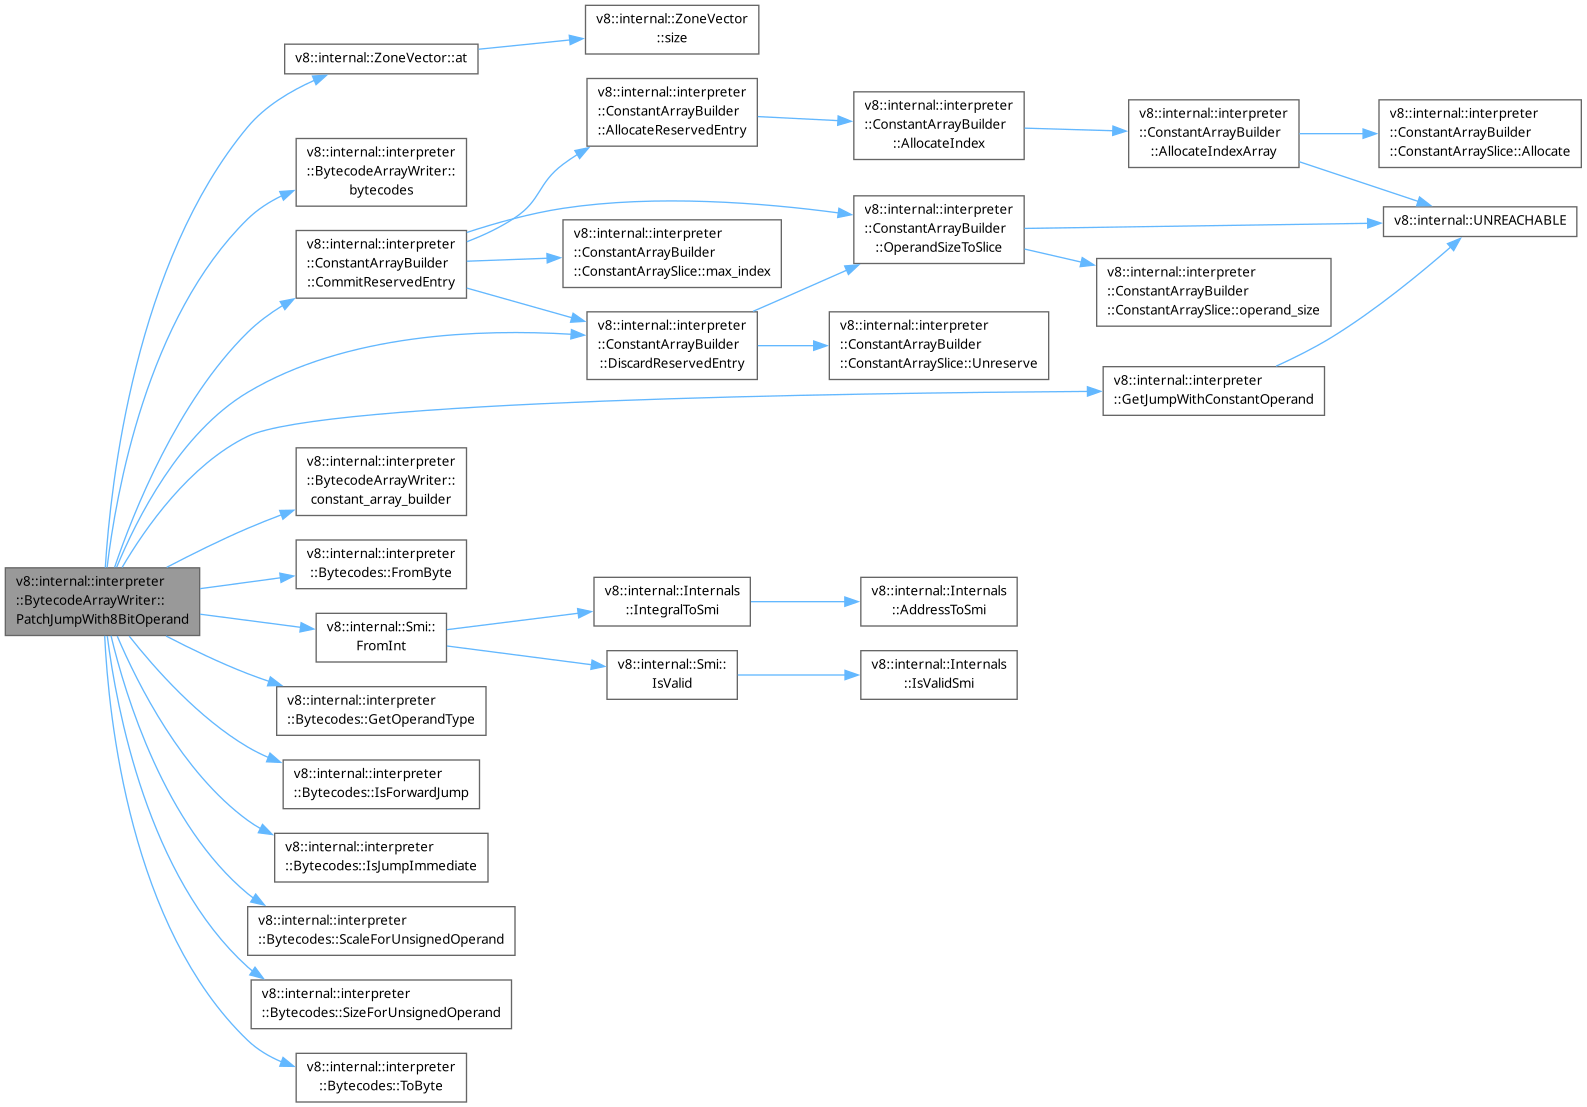 v8::internal::ZoneVector
::size
v8::internal::ZoneVector::at
v8::internal::interpreter
::ConstantArrayBuilder
::AllocateReservedEntry
v8::internal::interpreter
::ConstantArrayBuilder
::AllocateIndex
v8::internal::interpreter
::ConstantArrayBuilder
::AllocateIndexArray
v8::internal::interpreter
::ConstantArrayBuilder
::ConstantArraySlice::Allocate
v8::internal::interpreter
::BytecodeArrayWriter::
bytecodes
v8::internal::interpreter
::ConstantArrayBuilder
::OperandSizeToSlice
v8::internal::UNREACHABLE
v8::internal::interpreter
::ConstantArrayBuilder
::CommitReservedEntry
v8::internal::interpreter
::ConstantArrayBuilder
::ConstantArraySlice::max_index
v8::internal::interpreter
::ConstantArrayBuilder
::ConstantArraySlice::operand_size
v8::internal::interpreter
::ConstantArrayBuilder
::DiscardReservedEntry
v8::internal::interpreter
::ConstantArrayBuilder
::ConstantArraySlice::Unreserve
v8::internal::interpreter
::GetJumpWithConstantOperand
v8::internal::interpreter
::BytecodeArrayWriter::
constant_array_builder
v8::internal::interpreter
::Bytecodes::FromByte
v8::internal::interpreter
::BytecodeArrayWriter::
PatchJumpWith8BitOperand
v8::internal::Smi::
FromInt
v8::internal::Internals
::IntegralToSmi
v8::internal::Internals
::AddressToSmi
v8::internal::Smi::
IsValid
v8::internal::Internals
::IsValidSmi
v8::internal::interpreter
::Bytecodes::GetOperandType
v8::internal::interpreter
::Bytecodes::IsForwardJump
v8::internal::interpreter
::Bytecodes::IsJumpImmediate
v8::internal::interpreter
::Bytecodes::ScaleForUnsignedOperand
v8::internal::interpreter
::Bytecodes::SizeForUnsignedOperand
v8::internal::interpreter
::Bytecodes::ToByte